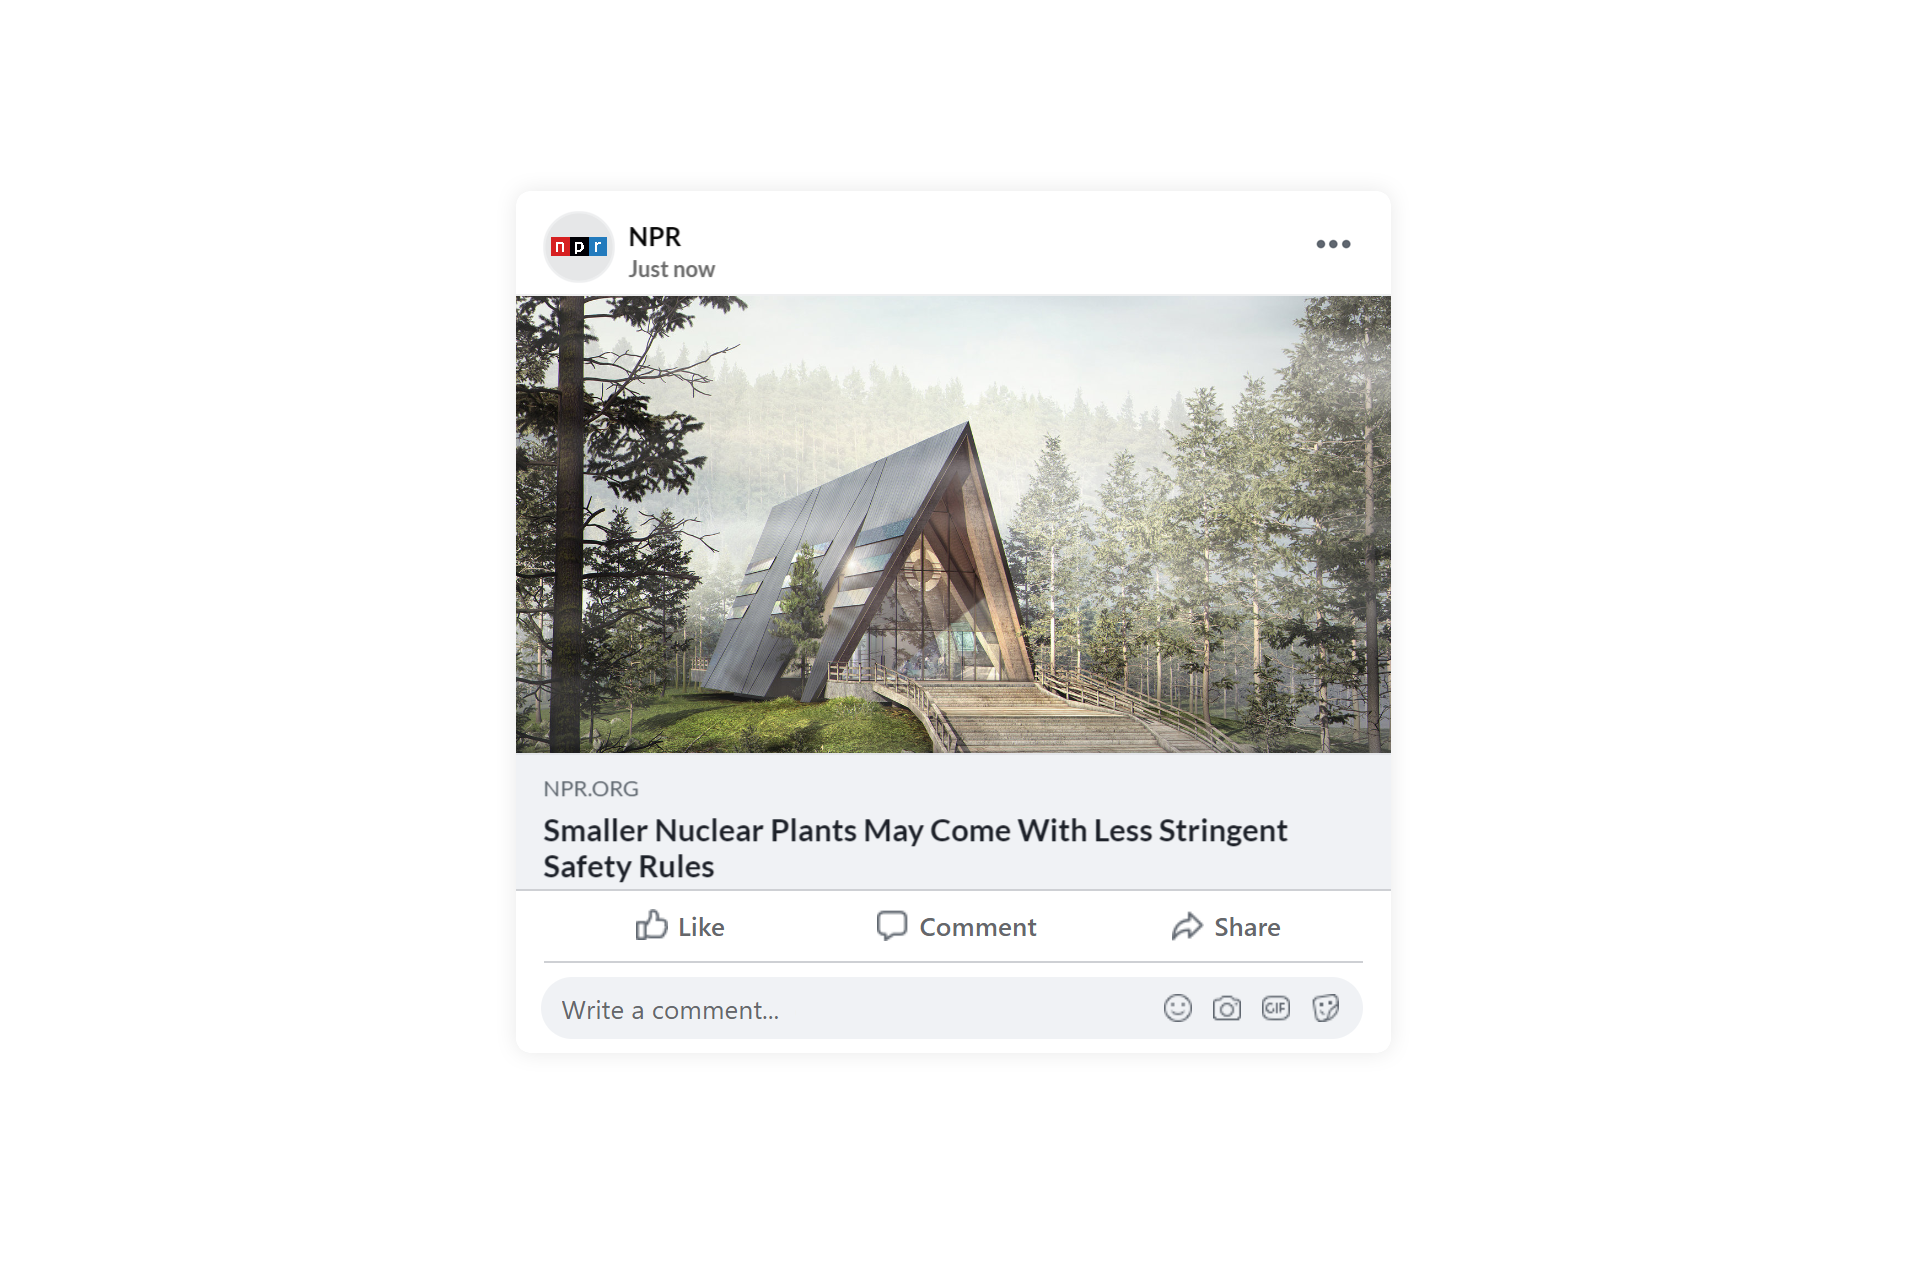 npr
NPR
Just now
NPR.ORG
Smaller Nuclear Plants May Come With Less Stringent
Safety Rules
Like
Comment
Share
Write a comment...
GIF